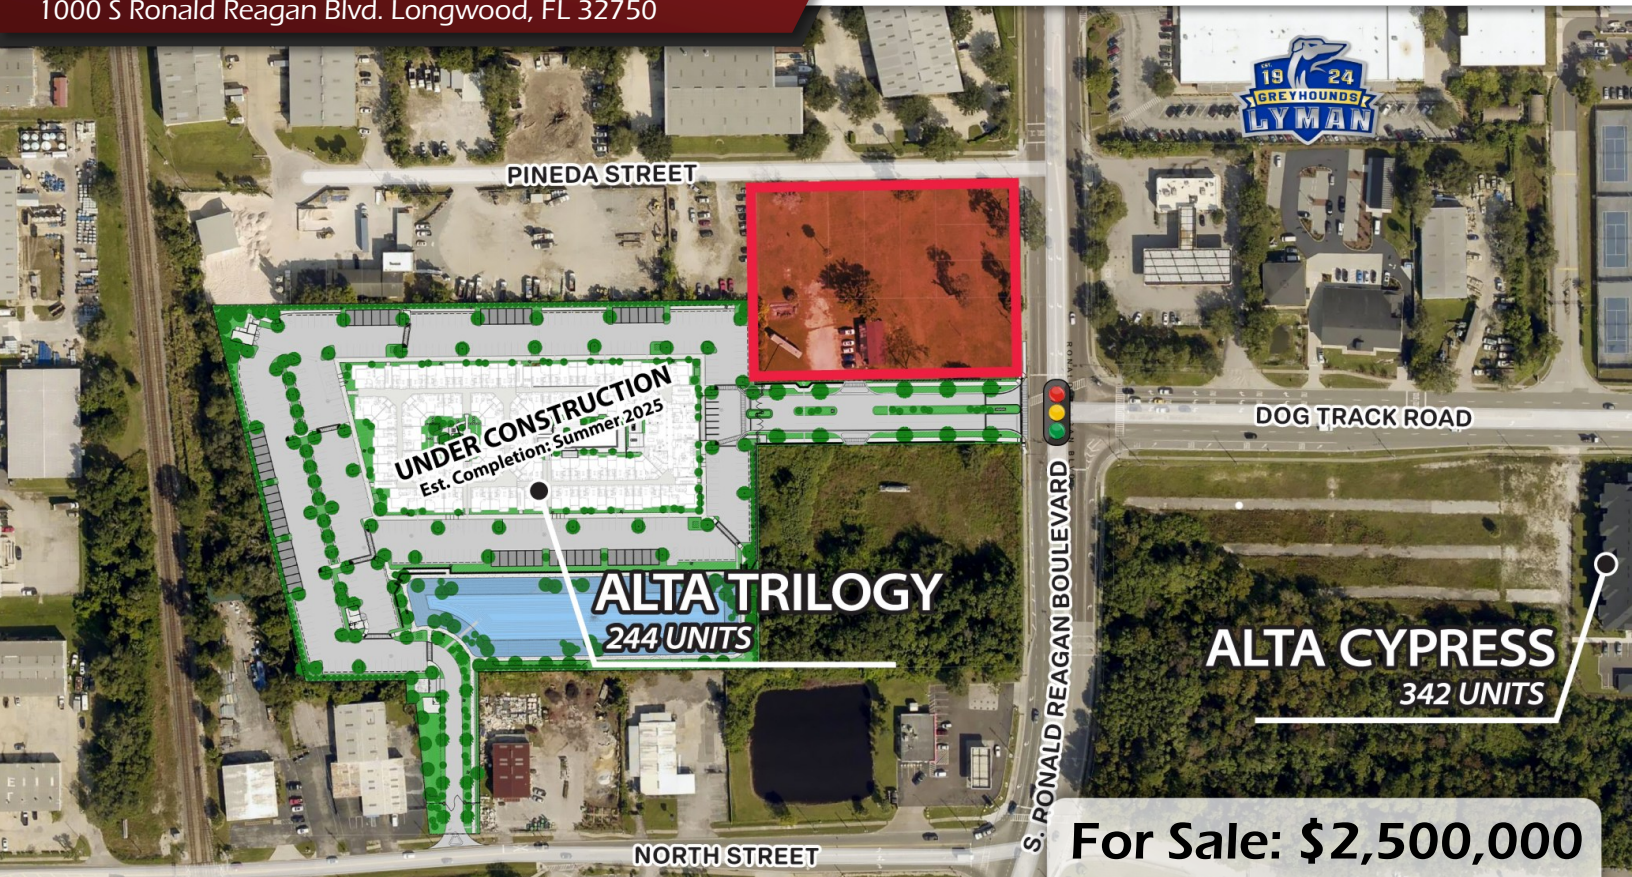 1000 S Ronald Reagan Blvd. Longwood, FL 32750
EST.
19 24
GREYHOUNDS
LYMAN
PINEDA STREET
UNDER CONSTRUCTION
Est. Completion: Summer 2025
DOG TRACK ROAD
S. RONALD REAGAN BOULEVARD
ALTA TRILOGY
244 UNITS
ALTA CYPRESS
342 UNITS
NORTH STREET
For Sale: $2,500,000